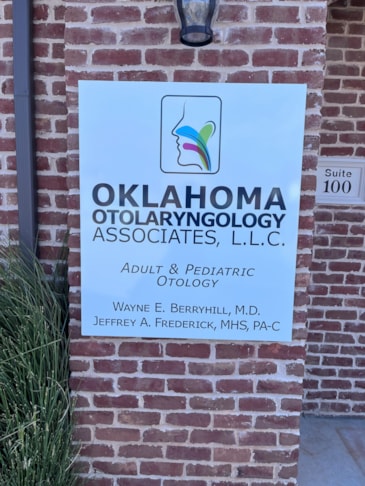 OKLAHOMA
OTOLARYNGOLOGY
ASSOCIATES, L.L.C.
ADULT & PEDIATRIC
OTOLOGY
WAYNE E. BERRYHILL, M.D.
JEFFREY A. FREDERICK, MHS, PA-C
Suite
100